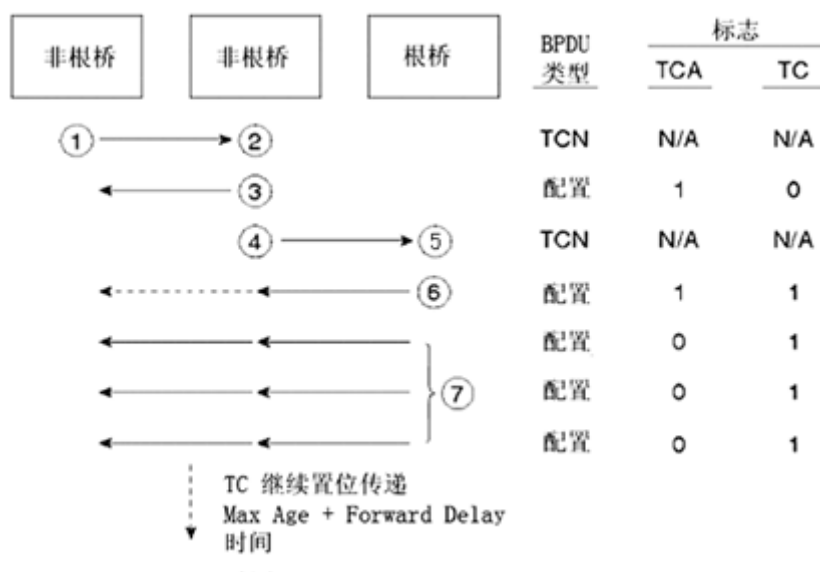 非根桥 非根桥 根桥 BPDU 类型 标志
TCA TC
① ② TCN N/A N/A
③ 配置 1 0
④ ⑤ TCN N/A N/A
⑥ 配置 1 1
配置 0 1
⑦ 配置 0 1
配置 0 1
TC 继续置位传递
Max Age + Forward Delay
时间